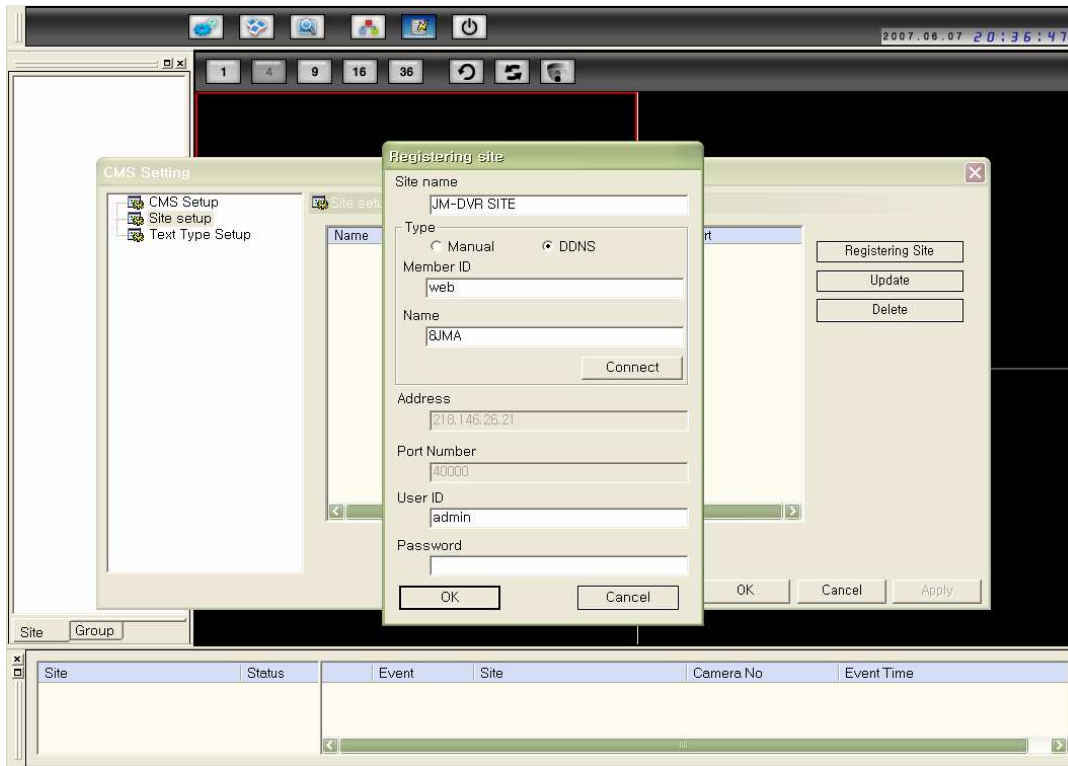 2007.06.07 20:36:47
1 4 9 16 36
CMS Setting
CMS Setup
Site setup
Text Type Setup
Site setu
Name
rt
Registering Site
Update
Delete
OK Cancel Apply
Registering site
Site name
JM-DVR SITE
Type
Manual DDNS
Member ID
web
Name
8JMA
Connect
Address
218.146.26.21
Port Number
40000
User ID
admin
Password
OK Cancel
Site Group
Site Status Event Site Camera No Event Time